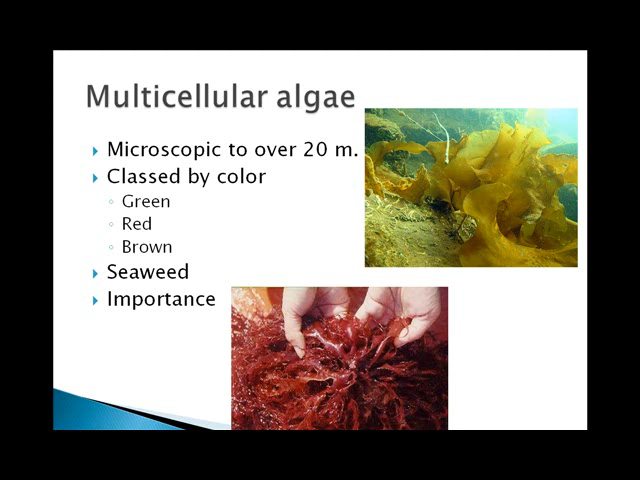 Multicellular algae
Microscopic to over 20 m.
Classed by color
Green
Red
Brown
Seaweed
Importance